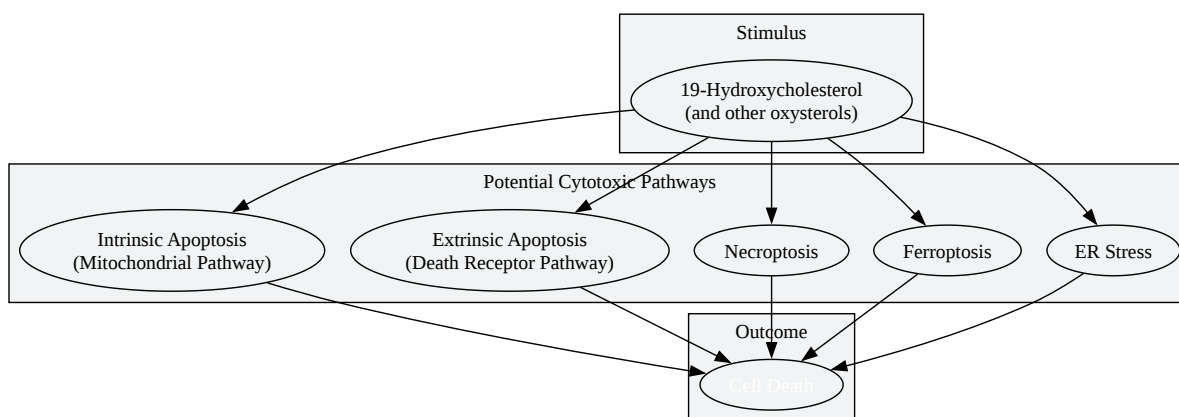 Stimulus
19-Hydroxycholesterol
(and other oxysterols)
Potential Cytotoxic Pathways
Intrinsic Apoptosis
(Mitochondrial Pathway)
Extrinsic Apoptosis
(Death Receptor Pathway)
Necroptosis
Ferroptosis
ER Stress
Outcome
Cell Death